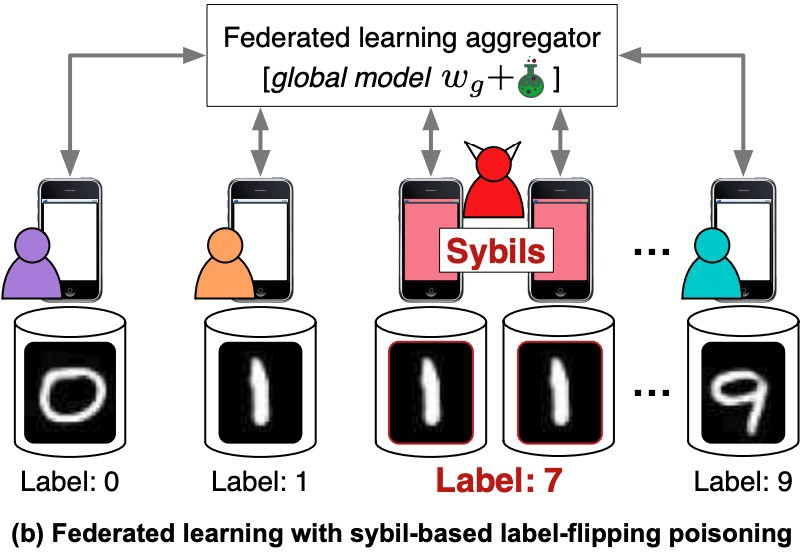 Federated learning aggregator
[global model w_g+ ]
Sybils
...
...
Label: 0
Label: 1
Label: 7
Label: 9
(b) Federated learning with sybil-based label-flipping poisoning